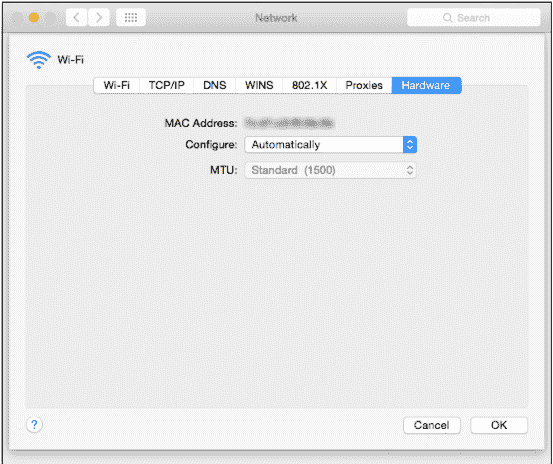 Network
Search
Wi-Fi
Wi-Fi TCP/IP DNS WINS 802.1X Proxies Hardware
MAC Address:
Configure: Automatically
MTU: Standard (1500)
? Cancel OK